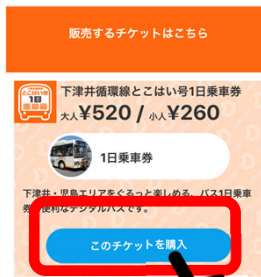 販売するチケットはこちら
とこはい号
1日
乗車券
下津井循環線とこはい号1日乗車券
大人¥520 / 小人¥260
1日乗車券
下津井・児島エリアをぐるっと楽しめる、バス1日乗車
券 便利なデジタルパスです。
このチケットを購入